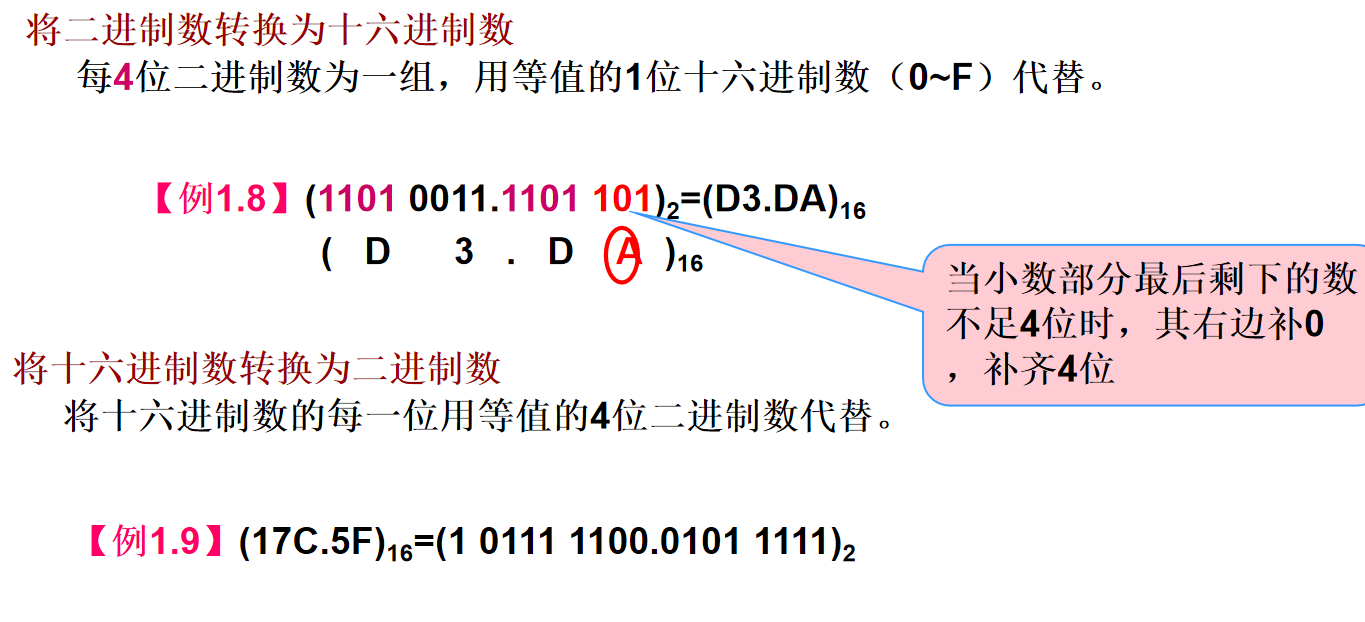 将二进制数转换为十六进制数
每4位二进制数为一组，用等值的1位十六进制数（0~F）代替。
【例1.8】(1101 0011.1101 101)₂=(D3.DA)₁₆
( D 3 . D A )₁₆
当小数部分最后剩下的数
不足4位时，其右边补0
，补齐4位
将十六进制数转换为二进制数
将十六进制数的每一位用等值的4位二进制数代替。
【例1.9】(17C.5F)₁₆=(1 0111 1100.0101 1111)₂